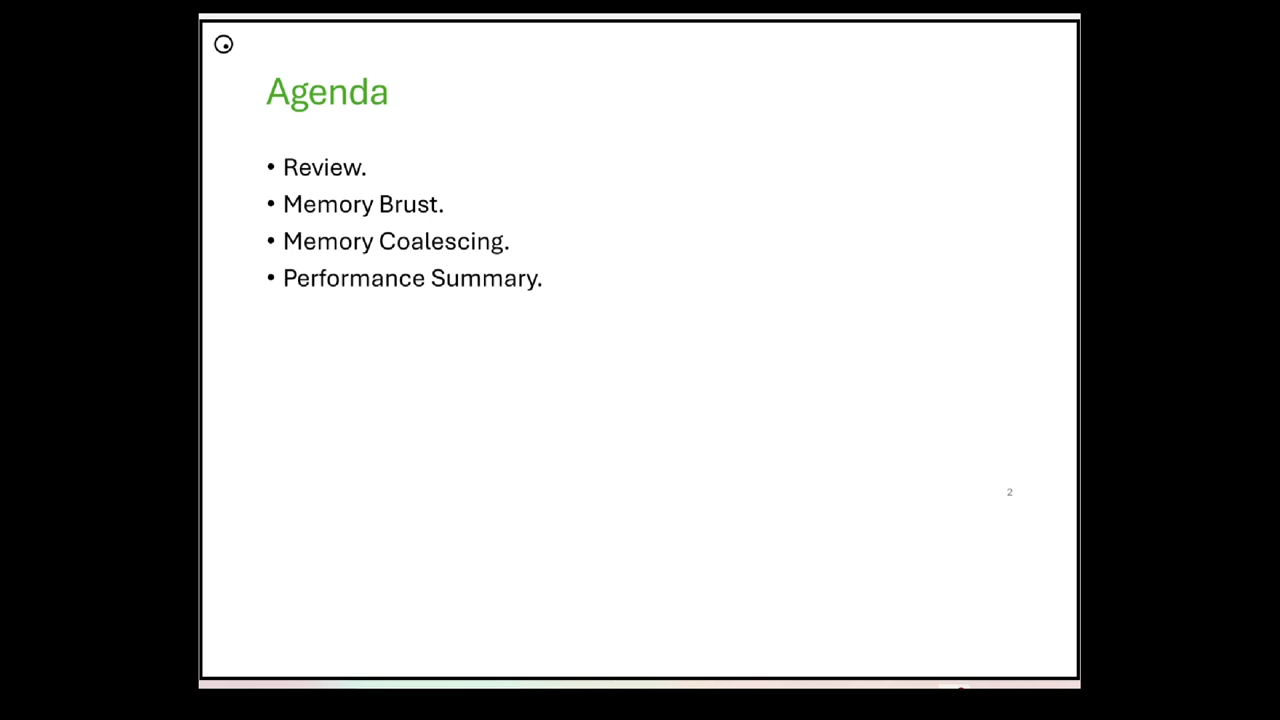 Agenda
• Review.
• Memory Brust.
• Memory Coalescing.
• Performance Summary.
2